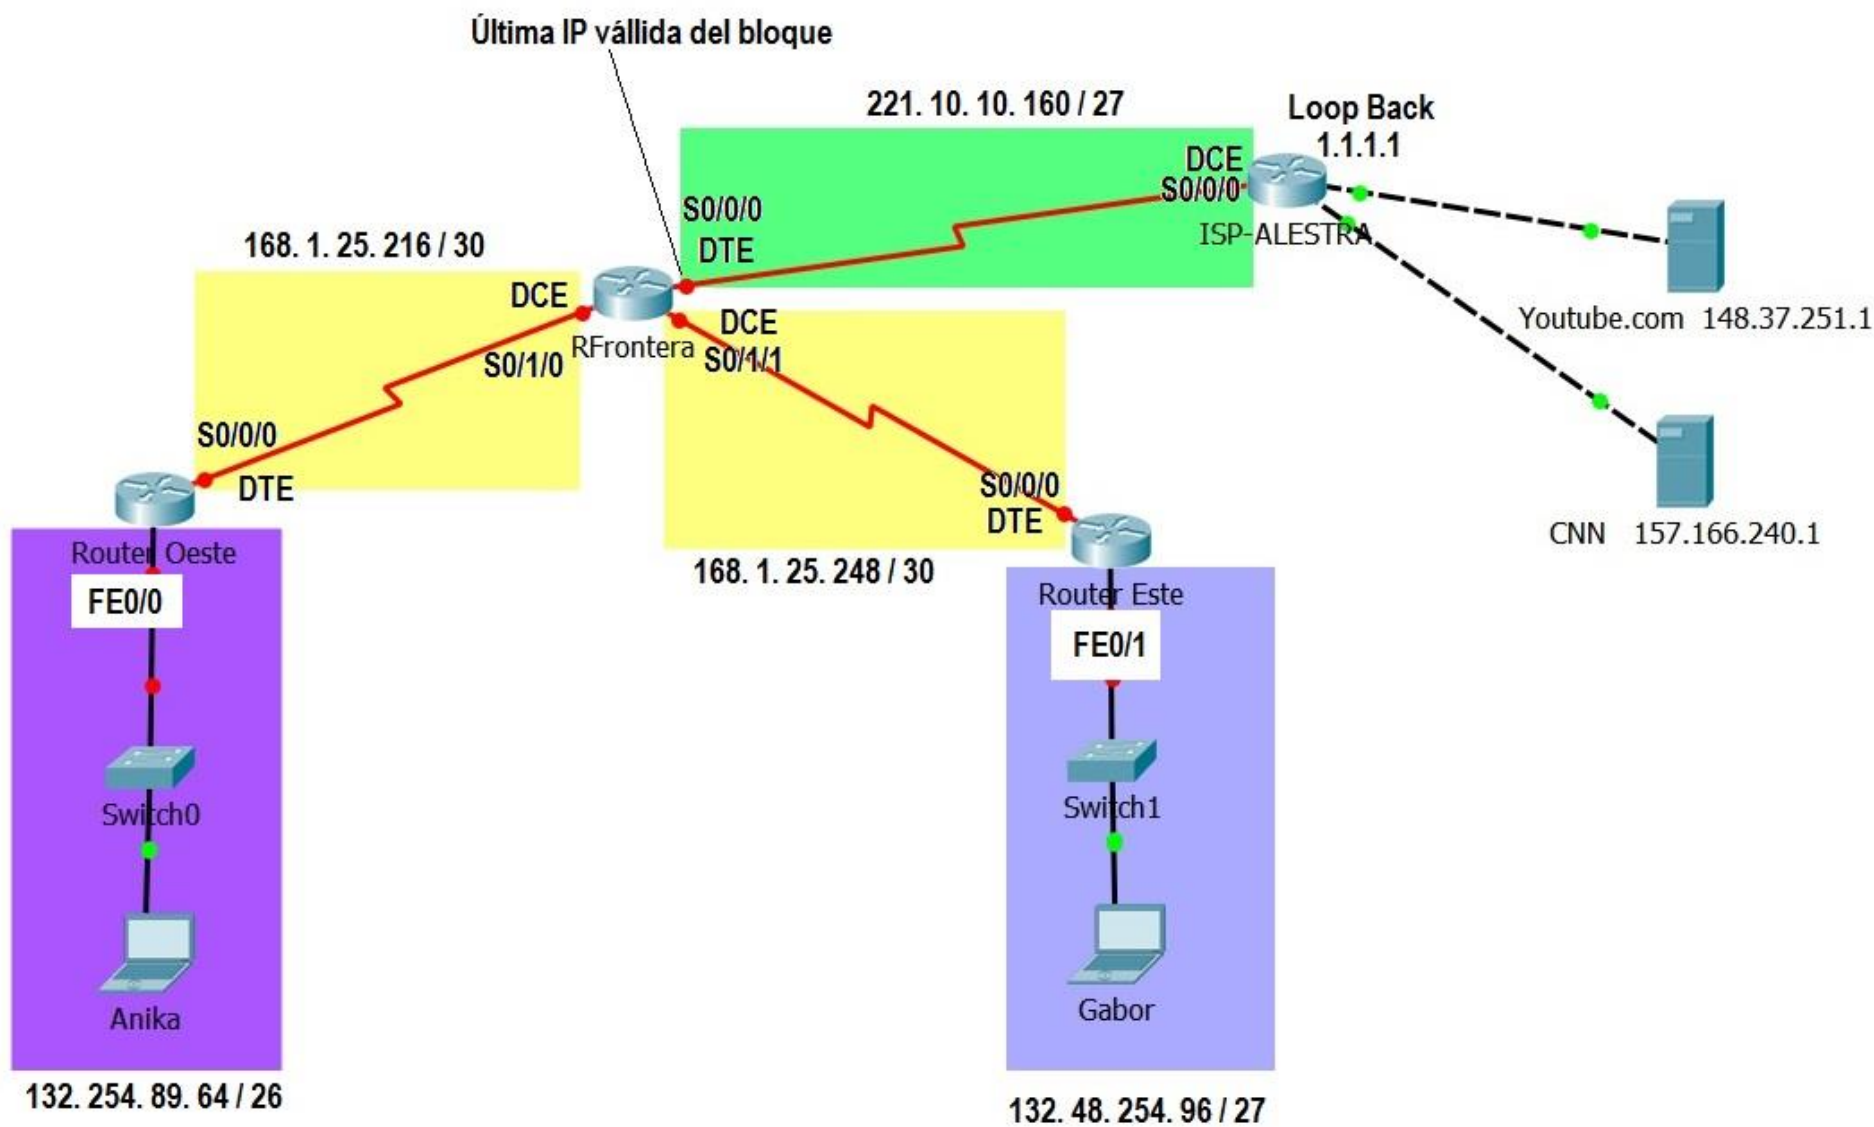 Última IP vállida del bloque
221. 10. 10. 160 / 27
Loop Back
1.1.1.1
DCE
S0/0/0
ISP-ALESTRA
S0/0/0
DTE
168. 1. 25. 216 / 30
DCE
S0/1/0
RFrontera
DCE
S0/1/1
Youtube.com 148.37.251.1
S0/0/0
DTE
S0/0/0
DTE
CNN 157.166.240.1
168. 1. 25. 248 / 30
Router Oeste
FE0/0
Router Este
FE0/1
Switch0
Switch1
Anika
Gabor
132. 254. 89. 64 / 26
132. 48. 254. 96 / 27